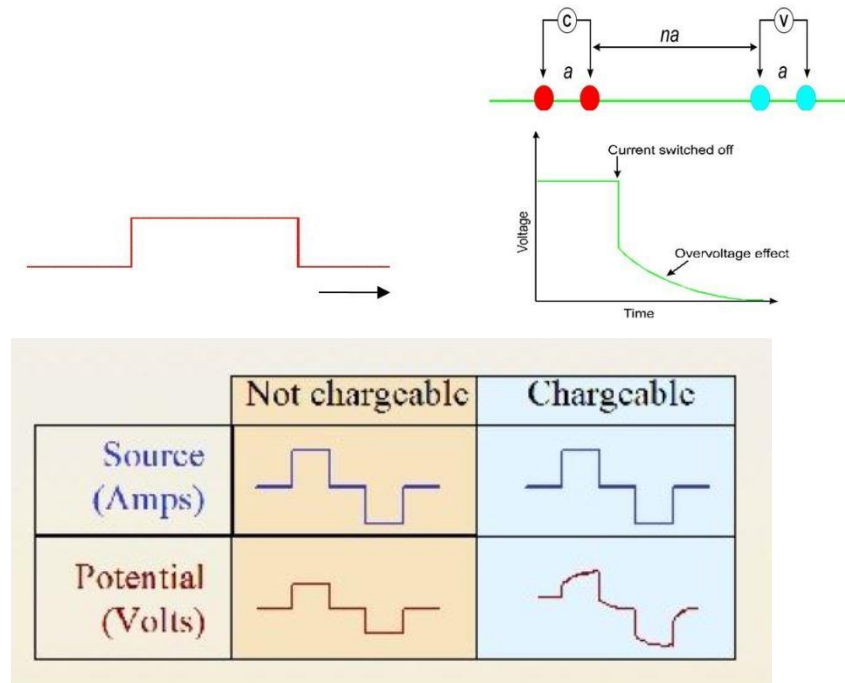 C
na
V
a
a
Current switched off
Voltage
Overvoltage effect
Time
Not chargeable
Chargeable
Source
(Amps)
Potential
(Volts)